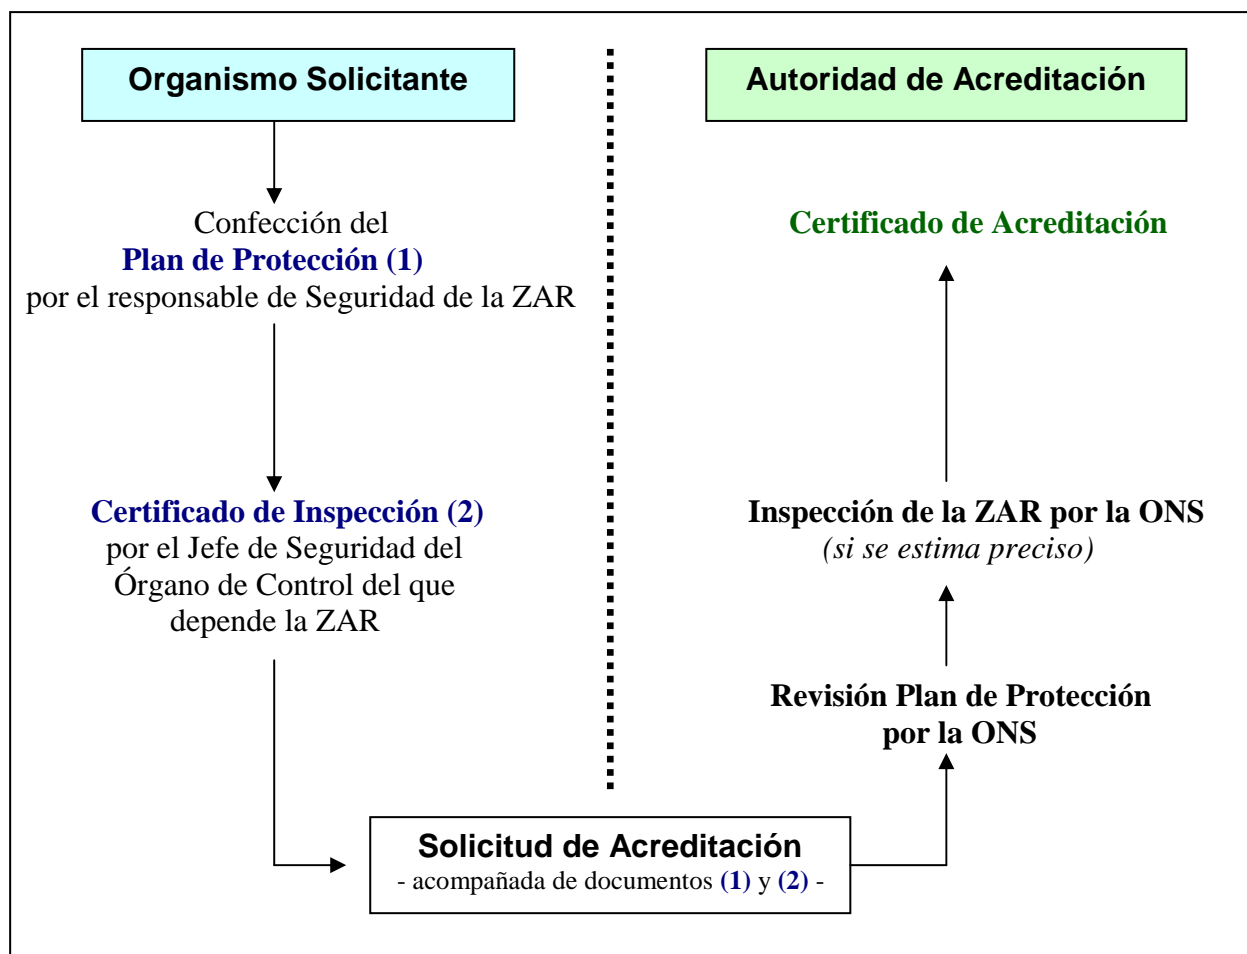 Organismo Solicitante
Confección del
Plan de Protección (1)
por el responsable de Seguridad de la ZAR
Certificado de Inspección (2)
por el Jefe de Seguridad del
Órgano de Control del que
depende la ZAR
Solicitud de Acreditación
- acompañada de documentos (1) y (2) -
Autoridad de Acreditación
Certificado de Acreditación
Inspección de la ZAR por la ONS
(si se estima preciso)
Revisión Plan de Protección
por la ONS